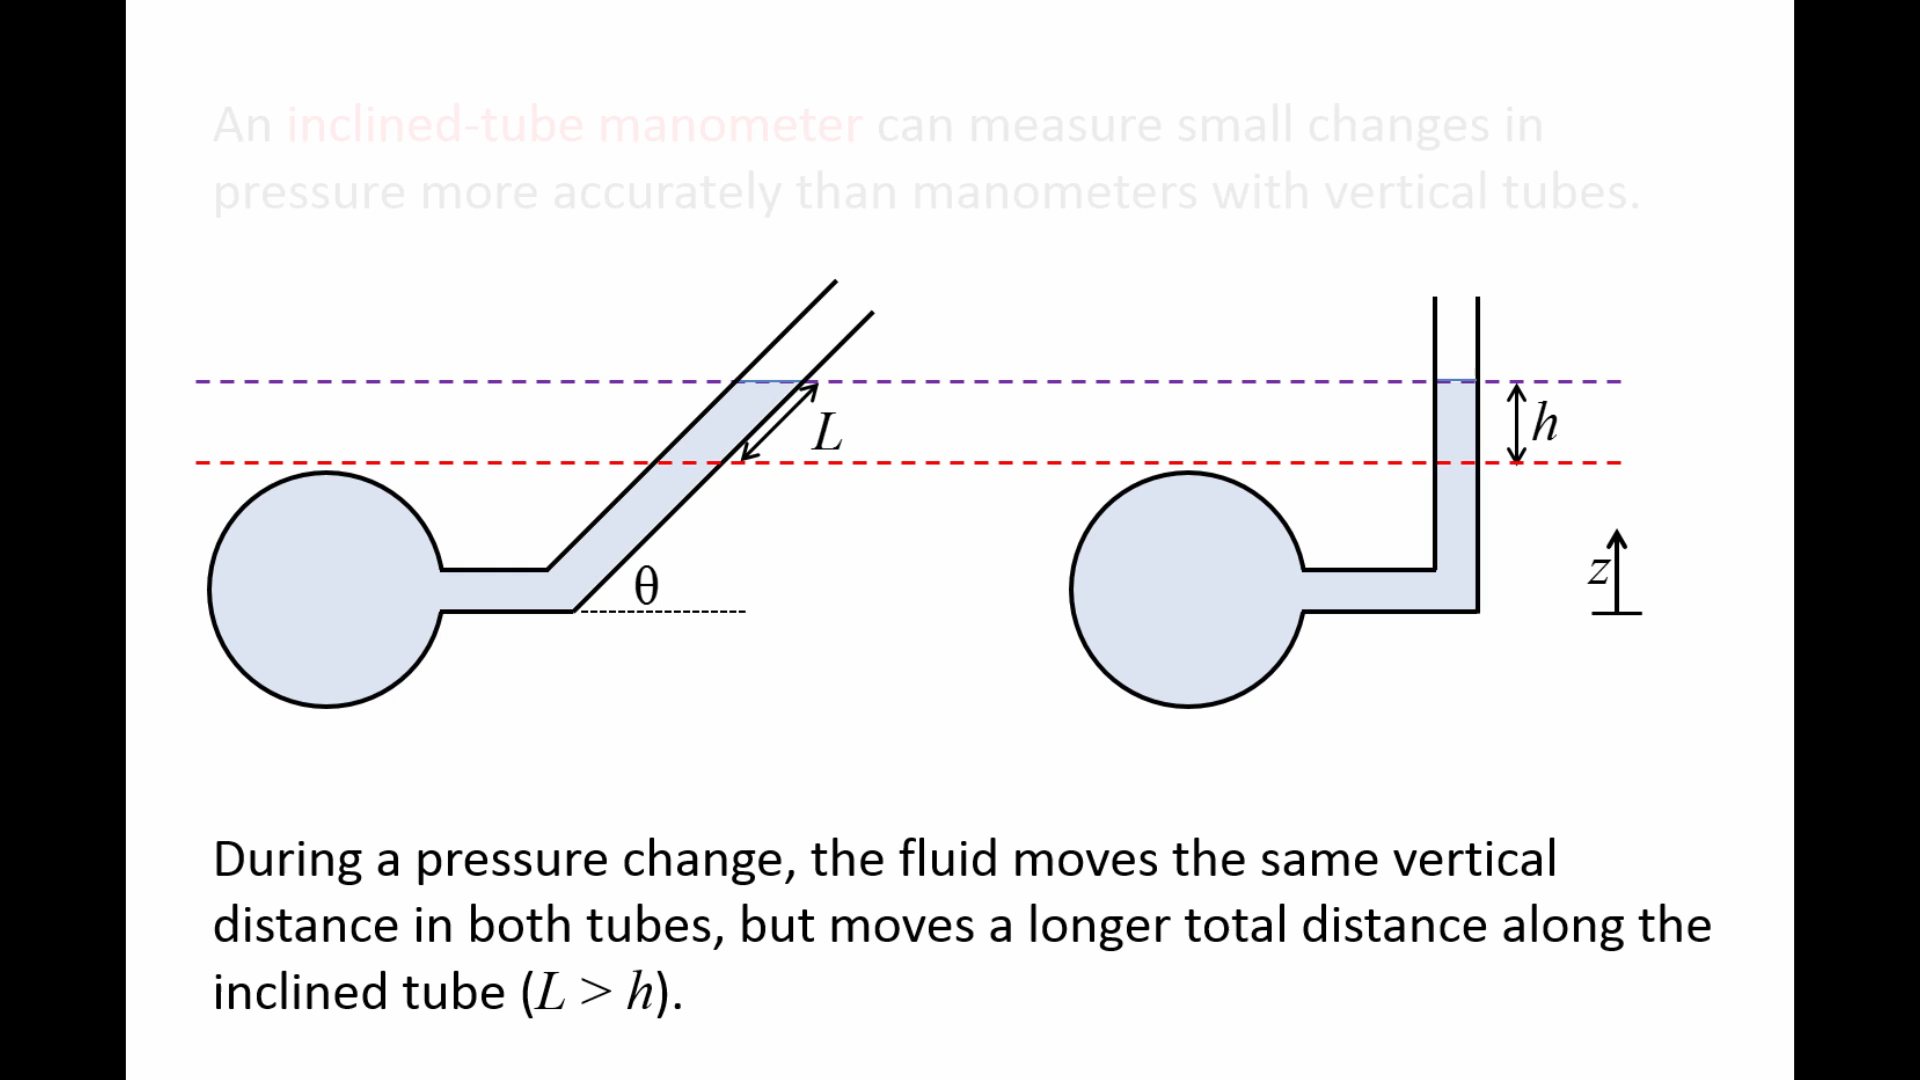 An inclined-tube manometer can measure small changes in
pressure more accurately than manometers with vertical tubes.
L
h
θ
z
During a pressure change, the fluid moves the same vertical
distance in both tubes, but moves a longer total distance along the
inclined tube (L > h).